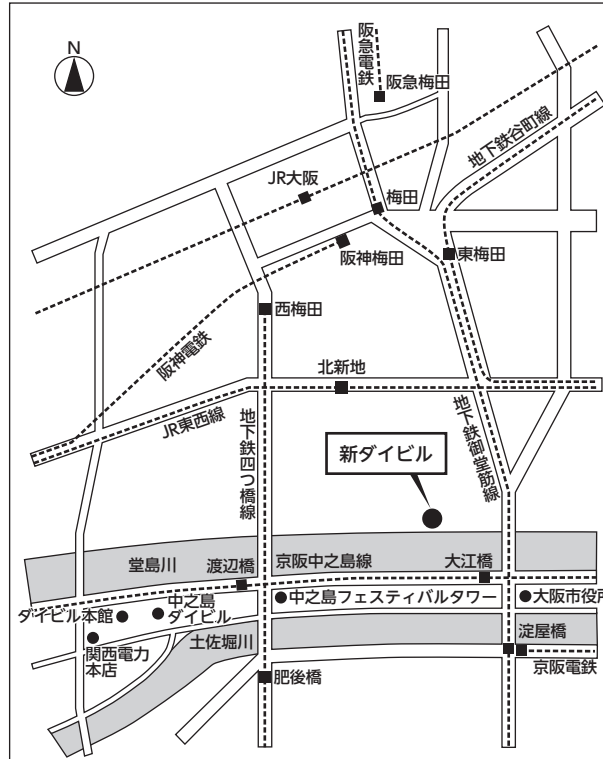 N
阪急電鉄
阪急梅田
地下鉄谷町線
JR大阪
梅田
阪神梅田
東梅田
西梅田
阪神電鉄
北新地
JR東西線
地下鉄四つ橋線
地下鉄御堂筋線
新ダイビル
堂島川
渡辺橋
京阪中之島線
大江橋
ダイビル本館
中之島
ダイビル
中之島フェスティバルタワー
大阪市役所
関西電力
本店
土佐堀川
淀屋橋
京阪電鉄
肥後橋